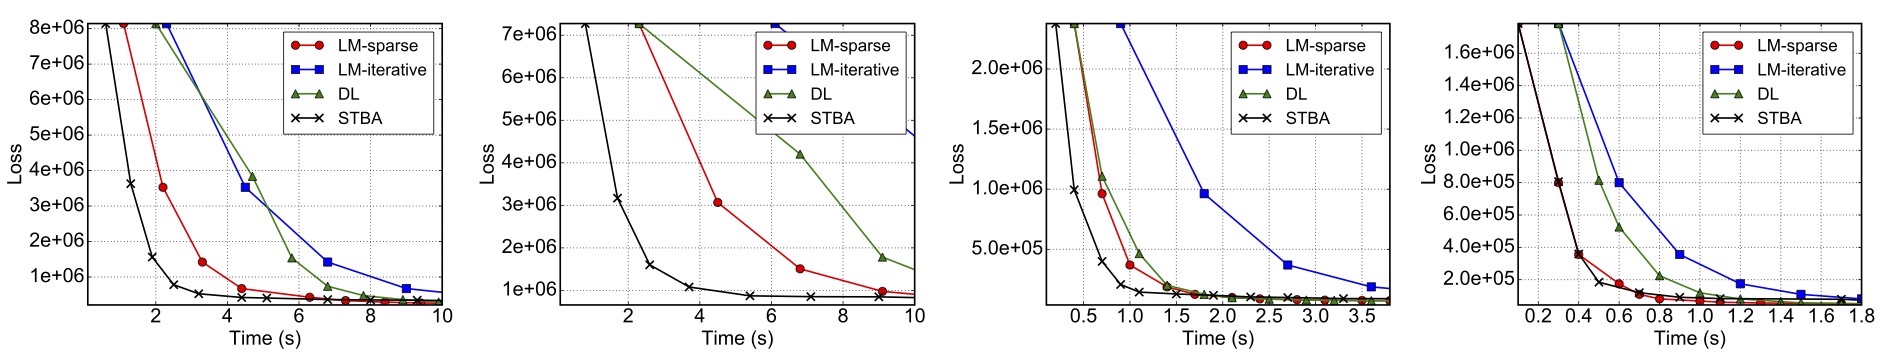 8e+06
7e+06
6e+06
5e+06
4e+06
3e+06
2e+06
1e+06
Loss
2 4 6 8 10
Time (s)
LM-sparse
LM-iterative
DL
STBA
7e+06
6e+06
5e+06
4e+06
3e+06
2e+06
1e+06
Loss
2 4 6 8 10
Time (s)
LM-sparse
LM-iterative
DL
STBA
2.0e+06
1.5e+06
1.0e+06
5.0e+05
Loss
0.5 1.0 1.5 2.0 2.5 3.0 3.5
Time (s)
LM-sparse
LM-iterative
DL
STBA
1.6e+06
1.4e+06
1.2e+06
1.0e+06
8.0e+05
6.0e+05
4.0e+05
2.0e+05
Loss
0.2 0.4 0.6 0.8 1.0 1.2 1.4 1.6 1.8
Time (s)
LM-sparse
LM-iterative
DL
STBA